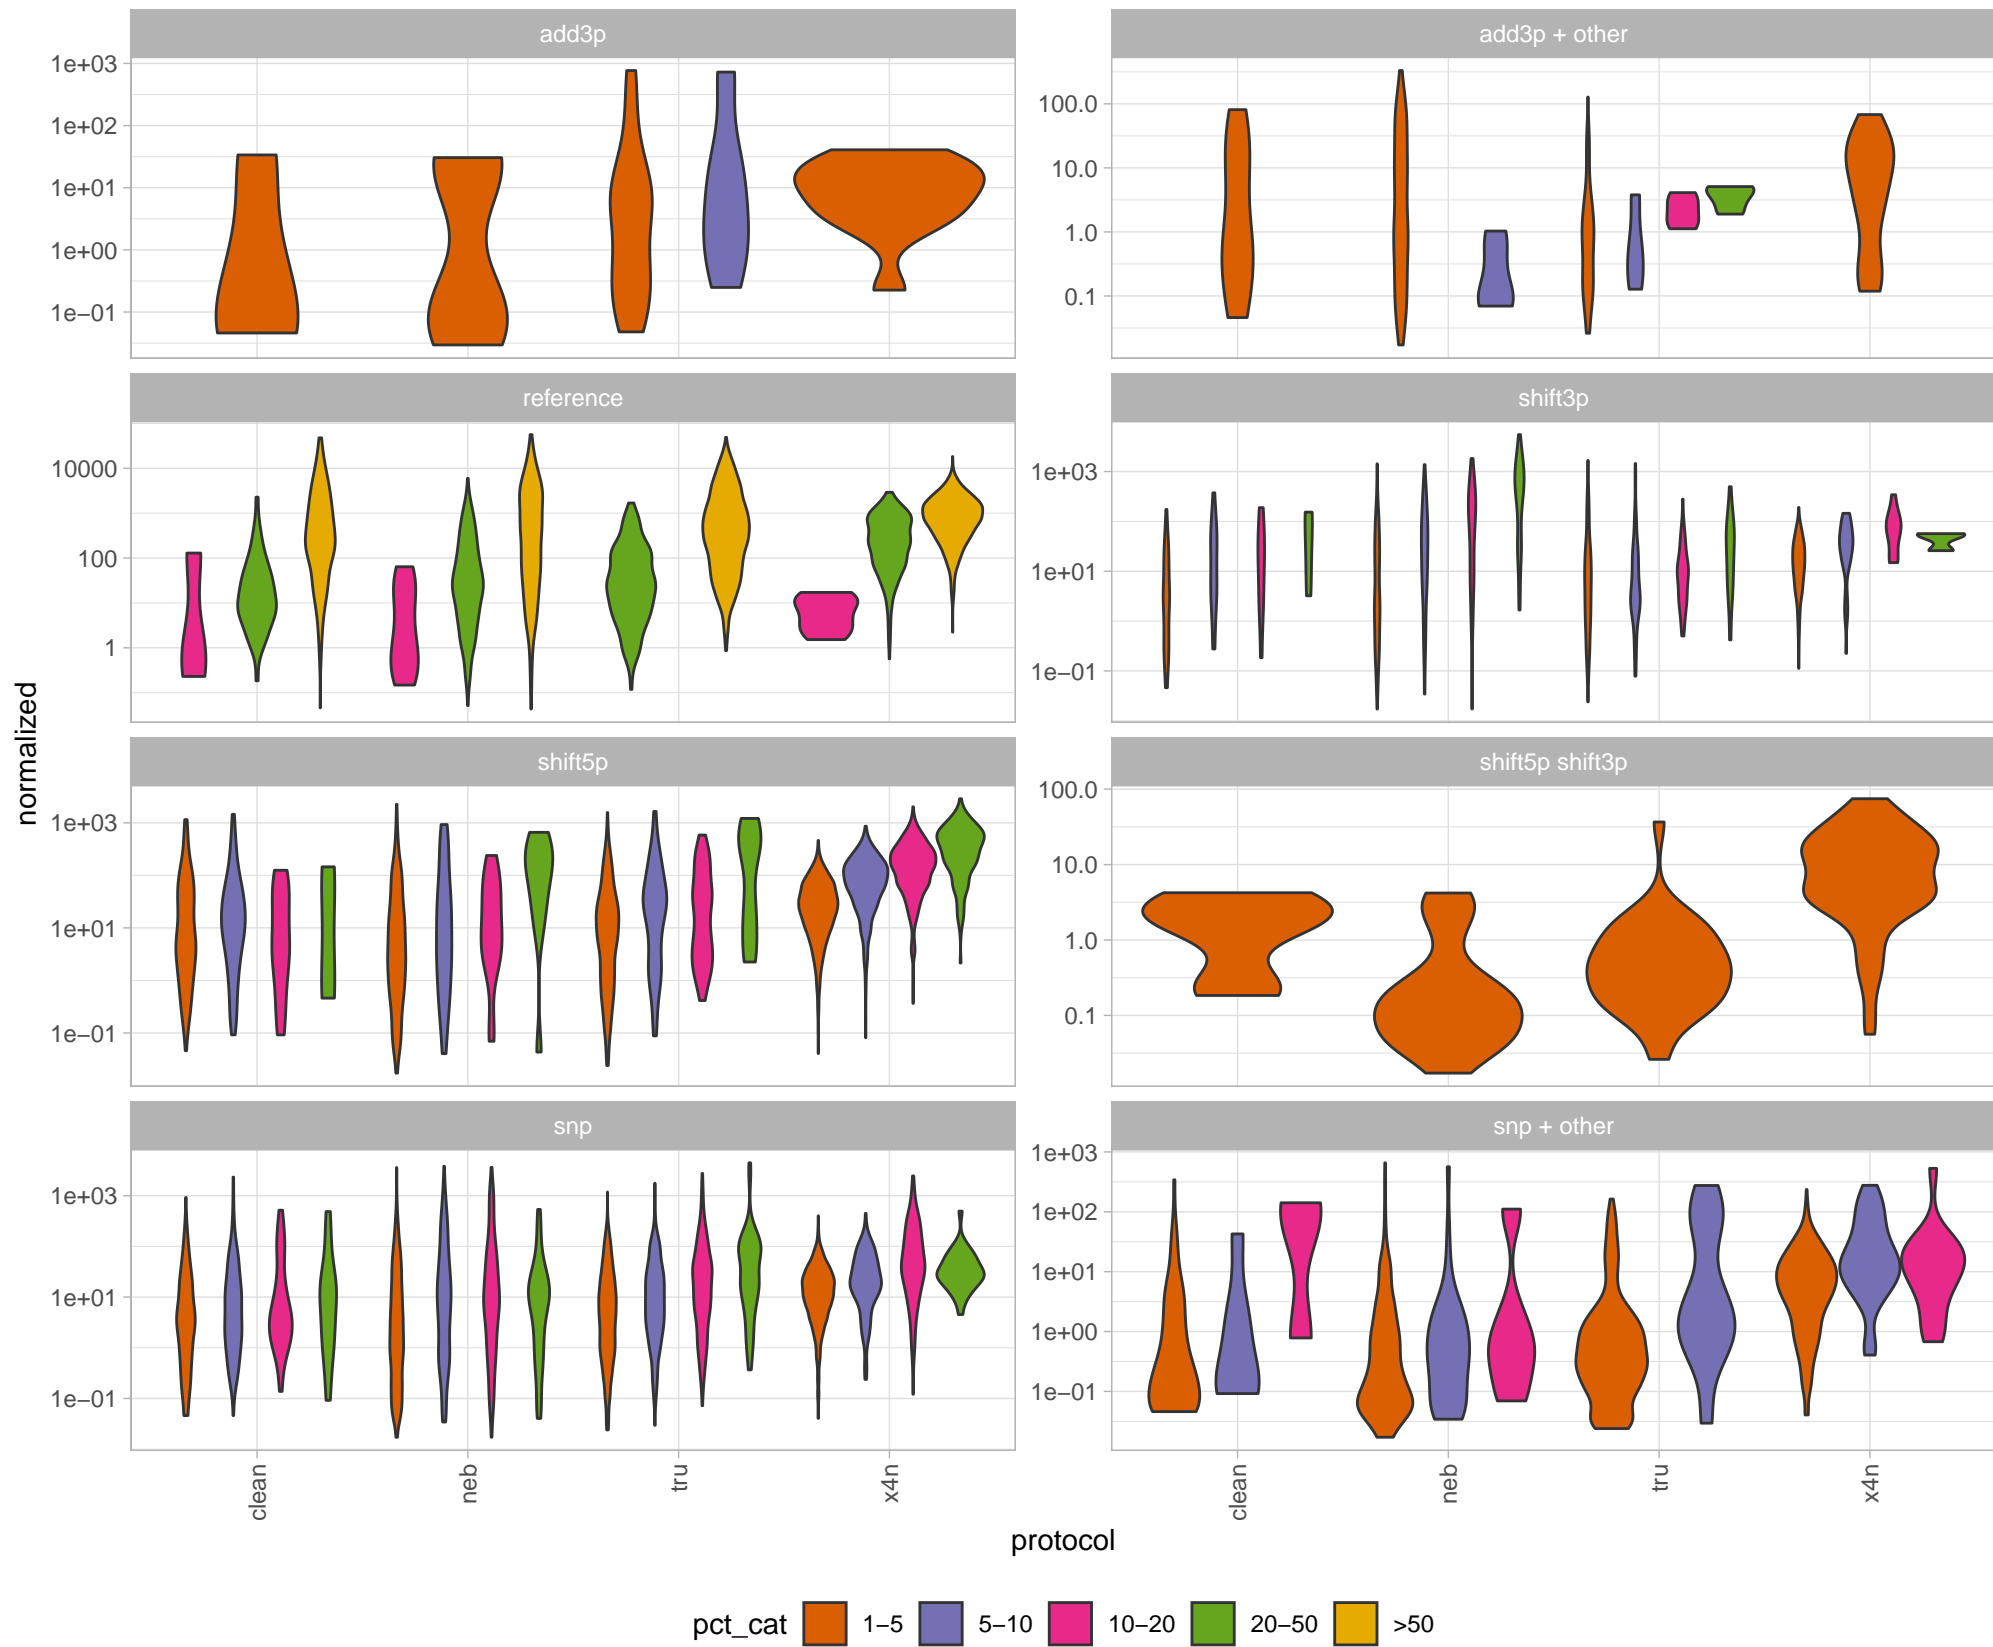 add3p
add3p + other
1e+03
1e+02
1e+01
1e+00
1e−01
100.0
10.0
1.0
0.1
reference
shift3p
10000
100
1
1e+03
1e+01
1e−01
normalized
shift5p
shift5p shift3p
1e+03
1e+01
1e−01
100.0
10.0
1.0
0.1
snp
snp + other
1e+03
1e+01
1e−01
1e+03
1e+02
1e+01
1e+00
1e−01
clean
neb
tru
x4n
clean
neb
tru
x4n
protocol
pct_cat 1−5 5−10 10−20 20−50 >50